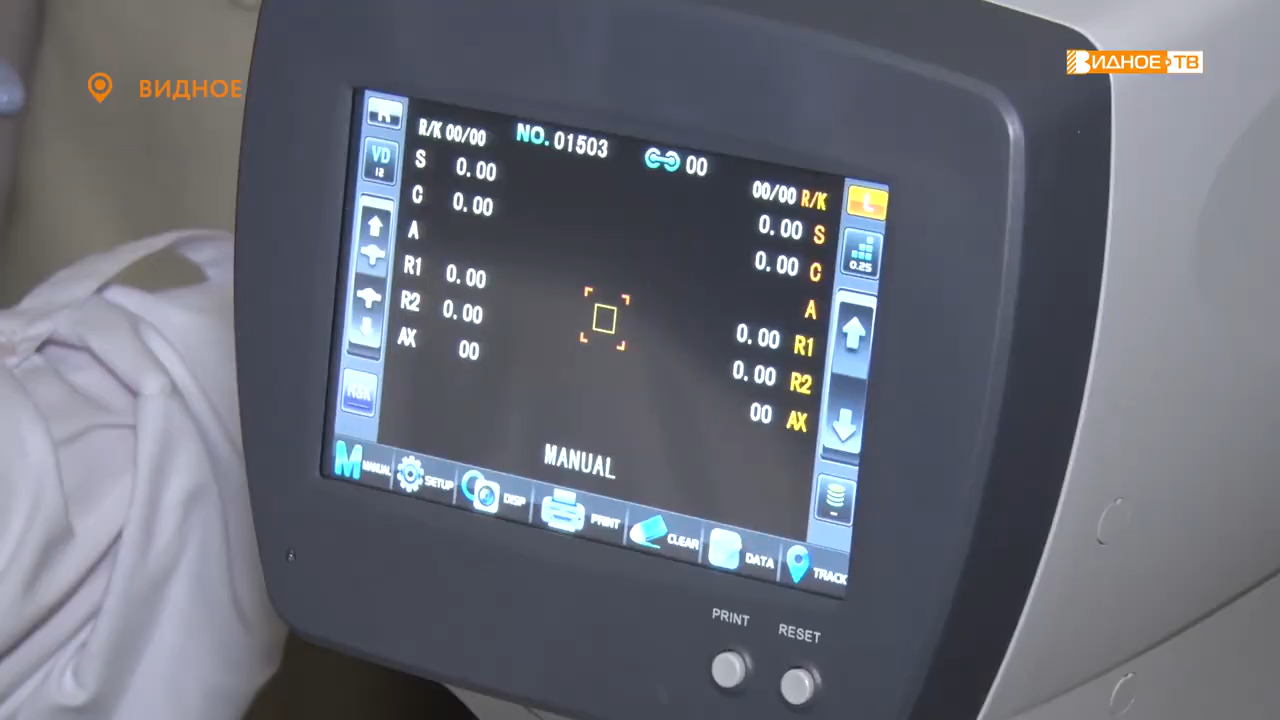 ВИДНОЕ
ВИДНОЕ ТВ
R/K 00/00
NO. 01503
00
VD
12
S 0.00
C 0.00
A
R1 0.00
R2 0.00
AX 00
00/00 R/K
L
0.00 S
0.00 C
0.25
A
0.00 R1
0.00 R2
00 AX
R&K
MANUAL
M MANUAL
SETUP
DISP
PRINT
CLEAR
DATA
TRACK
PRINT
RESET